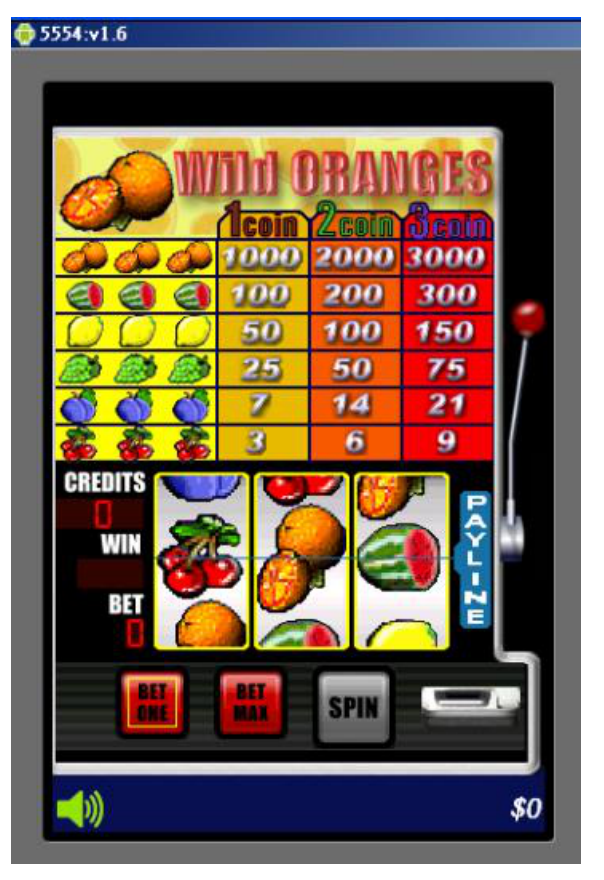 5554:v1.6
Wild ORANGES
1coin 2coin 3coin
1000 2000 3000
100 200 300
50 100 150
25 50 75
7 14 21
3 6 9
CREDITS
0
WIN
BET
0
PAYLINE
BET ONE
BET MAX
SPIN
$0